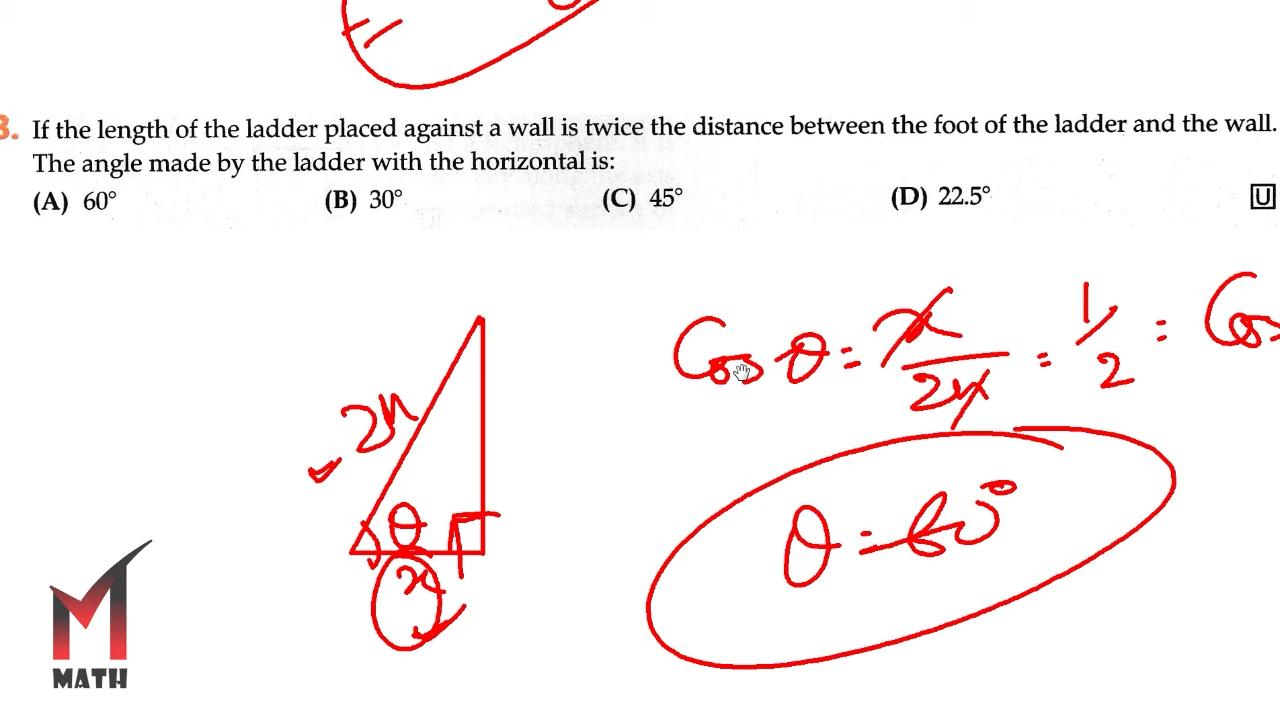 3. If the length of the ladder placed against a wall is twice the distance between the foot of the ladder and the wall.
The angle made by the ladder with the horizontal is:
(A) 60° (B) 30° (C) 45° (D) 22.5° U
Cos θ = x/2x = 1/2 = Cos
2x
θ
x
θ = 60°
MATH